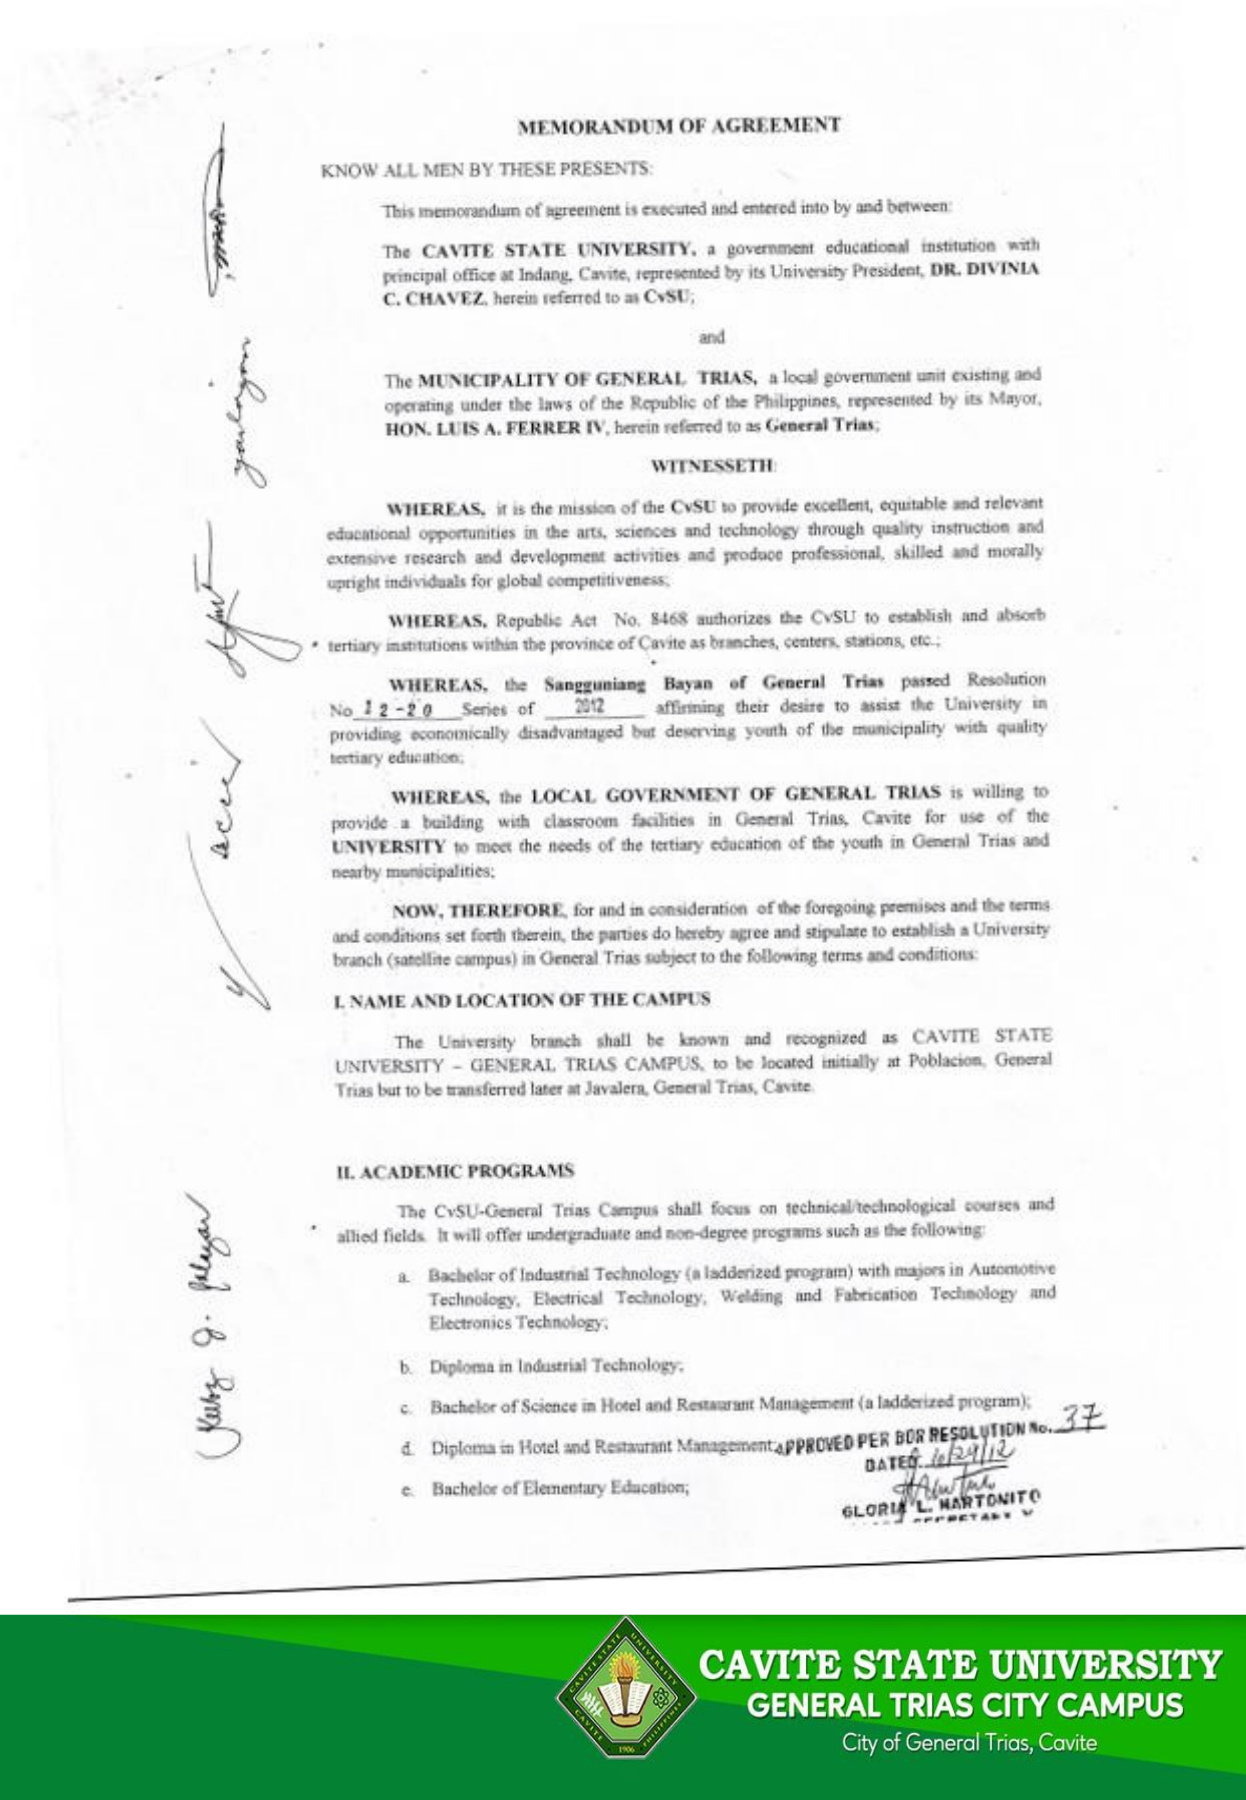 MEMORANDUM OF AGREEMENT
KNOW ALL MEN BY THESE PRESENTS:
This memorandum of agreement is executed and entered into by and between:
The CAVITE STATE UNIVERSITY, a government educational institution with
principal office at Indang, Cavite, represented by its University President, DR. DIVINIA
C. CHAVEZ, herein referred to as CvSU;
and
The MUNICIPALITY OF GENERAL TRIAS, a local government unit existing and
operating under the laws of the Republic of the Philippines, represented by its Mayor,
HON. LUIS A. FERRER IV, herein referred to as General Trias;
WITNESSETH:
WHEREAS, it is the mission of the CvSU to provide excellent, equitable and relevant
educational opportunities in the arts, sciences and technology through quality instruction and
extensive research and development activities and produce professional, skilled and morally
upright individuals for global competitiveness;
WHEREAS, Republic Act No. 8468 authorizes the CvSU to establish and absorb
tertiary institutions within the province of Cavite as branches, centers, stations, etc.;
WHEREAS, the Sangguniang Bayan of General Trias passed Resolution
No 12-20 Series of 2012 affirining their desire to assist the University in
providing economically disadvantaged but deserving youth of the municipality with quality
tertiary education;
WHEREAS, the LOCAL GOVERNMENT OF GENERAL TRIAS is willing to
provide a building with classroom facilities in General Trias, Cavite for use of the
UNIVERSITY to meet the needs of the tertiary education of the youth in General Trias and
nearby municipalities;
NOW, THEREFORE, for and in consideration of the foregoing premises and the terms
and conditions set forth therein, the parties do hereby agree and stipulate to establish a University
branch (satellite campus) in General Trias subject to the following terms and conditions:
I. NAME AND LOCATION OF THE CAMPUS
The University branch shall be known and recognized as CAVITE STATE
UNIVERSITY – GENERAL TRIAS CAMPUS, to be located initially at Poblacion, General
Trias but to be transferred later at Javalera, General Trias, Cavite.
II. ACADEMIC PROGRAMS
The CvSU-General Trias Campus shall focus on technical/technological courses and
allied fields. It will offer undergraduate and non-degree programs such as the following:
a. Bachelor of Industrial Technology (a ladderized program) with majors in Automotive
Technology, Electrical Technology, Welding and Fabrication Technology and
Electronics Technology;
b. Diploma in Industrial Technology;
c. Bachelor of Science in Hotel and Restaurant Management (a ladderized program);
d. Diploma in Hotel and Restaurant Management;
APPROVED PER BOR RESOLUTION No. 37
DATED 10/29/12
e. Bachelor of Elementary Education;
GLORIA L. MARTONITO
SECRETARY V
CAVITE STATE UNIVERSITY
GENERAL TRIAS CITY CAMPUS
City of General Trias, Cavite
CAVITE STATE UNIVERSITY
CAVITE PHILIPPINES
1906